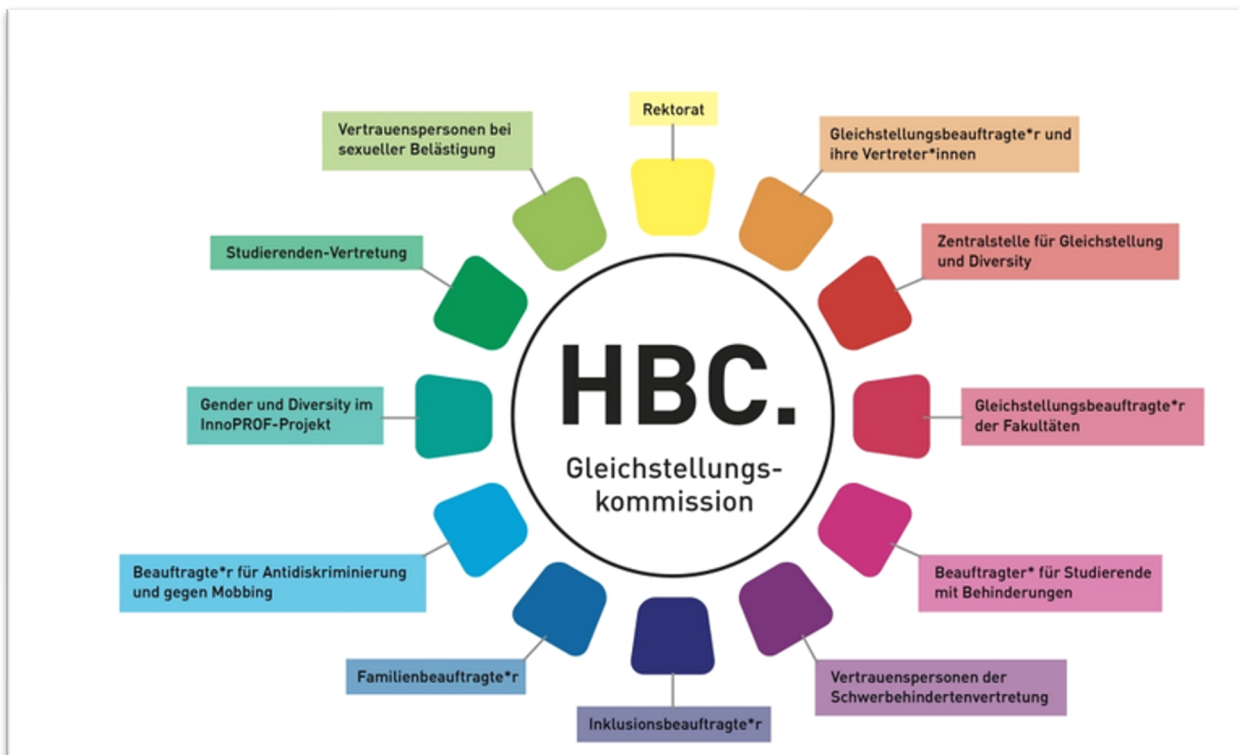 Rektorat
Gleichstellungsbeauftragte*r und
ihre Vertreter*innen
Zentralstelle für Gleichstellung
und Diversity
Gleichstellungsbeauftragte*r
der Fakultäten
Beauftragter* für Studierende
mit Behinderungen
Vertrauenspersonen der
Schwerbehindertenvertretung
Inklusionsbeauftragte*r
Familienbeauftragte*r
Beauftragte*r für Antidiskriminierung
und gegen Mobbing
Gender und Diversity im
InnoPROF-Projekt
Studierenden-Vertretung
Vertrauenspersonen bei
sexueller Belästigung
HBC.
Gleichstellungs-
kommission